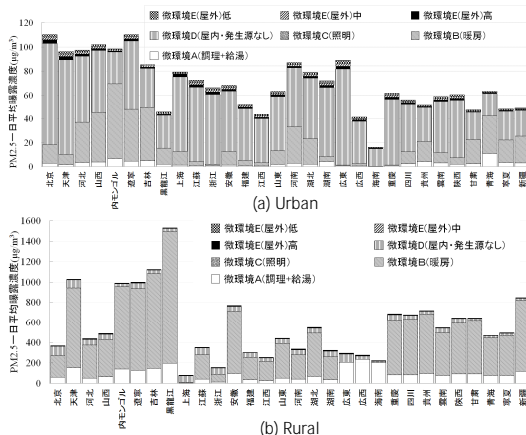 PM2.5一日平均曝露濃度(μg/m³)
120
100
80
60
40
20
0
微環境E(屋外)低
微環境E(屋外)中
微環境E(屋外)高
微環境D(屋内・発生源なし)
微環境C(照明)
微環境B(暖房)
微環境A(調理+給湯)
北京
天津
河北
山西
内モンゴル
遼寧
吉林
黒龍江
上海
江蘇
浙江
安徽
福建
江西
山東
河南
湖北
湖南
広東
広西
海南
重慶
四川
貴州
雲南
陝西
甘粛
青海
寧夏
新疆
(a) Urban
PM2.5一日平均曝露濃度(μg/m³)
1600
1400
1200
1000
800
600
400
200
0
微環境E(屋外)低
微環境E(屋外)中
微環境E(屋外)高
微環境D(屋内・発生源なし)
微環境C(照明)
微環境B(暖房)
微環境A(調理+給湯)
北京
天津
河北
山西
内モンゴル
遼寧
吉林
黒龍江
上海
江蘇
浙江
安徽
福建
江西
山東
河南
湖北
湖南
広東
広西
海南
重慶
四川
貴州
雲南
陝西
甘粛
青海
寧夏
新疆
(b) Rural